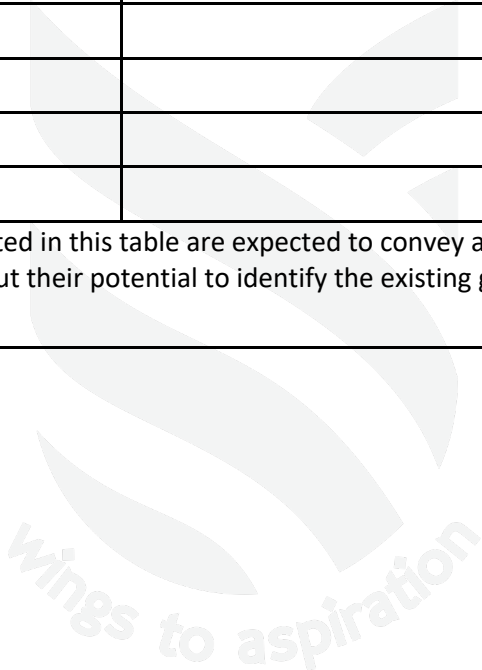 ted in this table are expected to convey a
ut their potential to identify the existing g
wings to aspiration